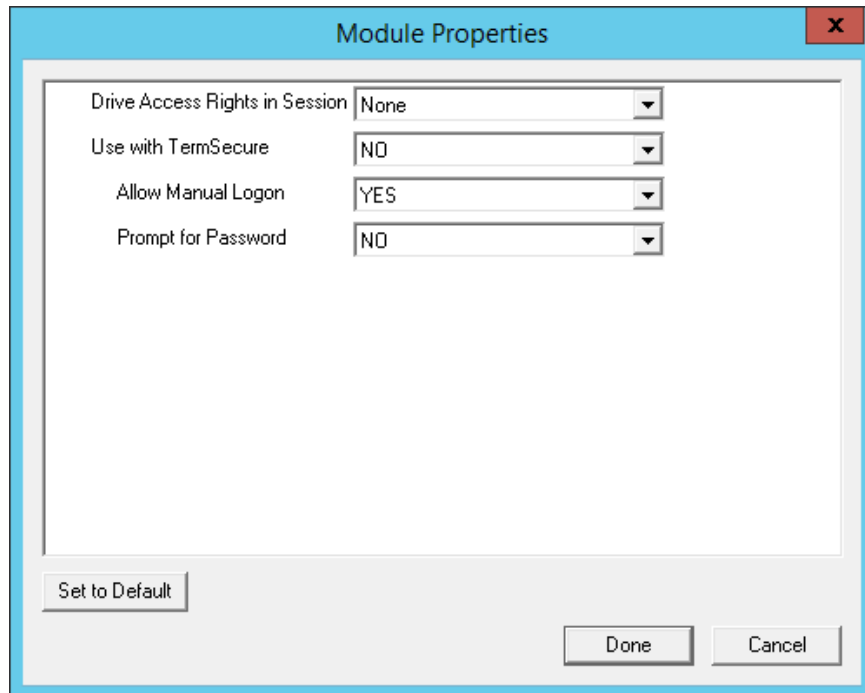 Module Properties
x
Drive Access Rights in Session None
Use with TermSecure NO
Allow Manual Logon YES
Prompt for Password NO
Set to Default
Done Cancel